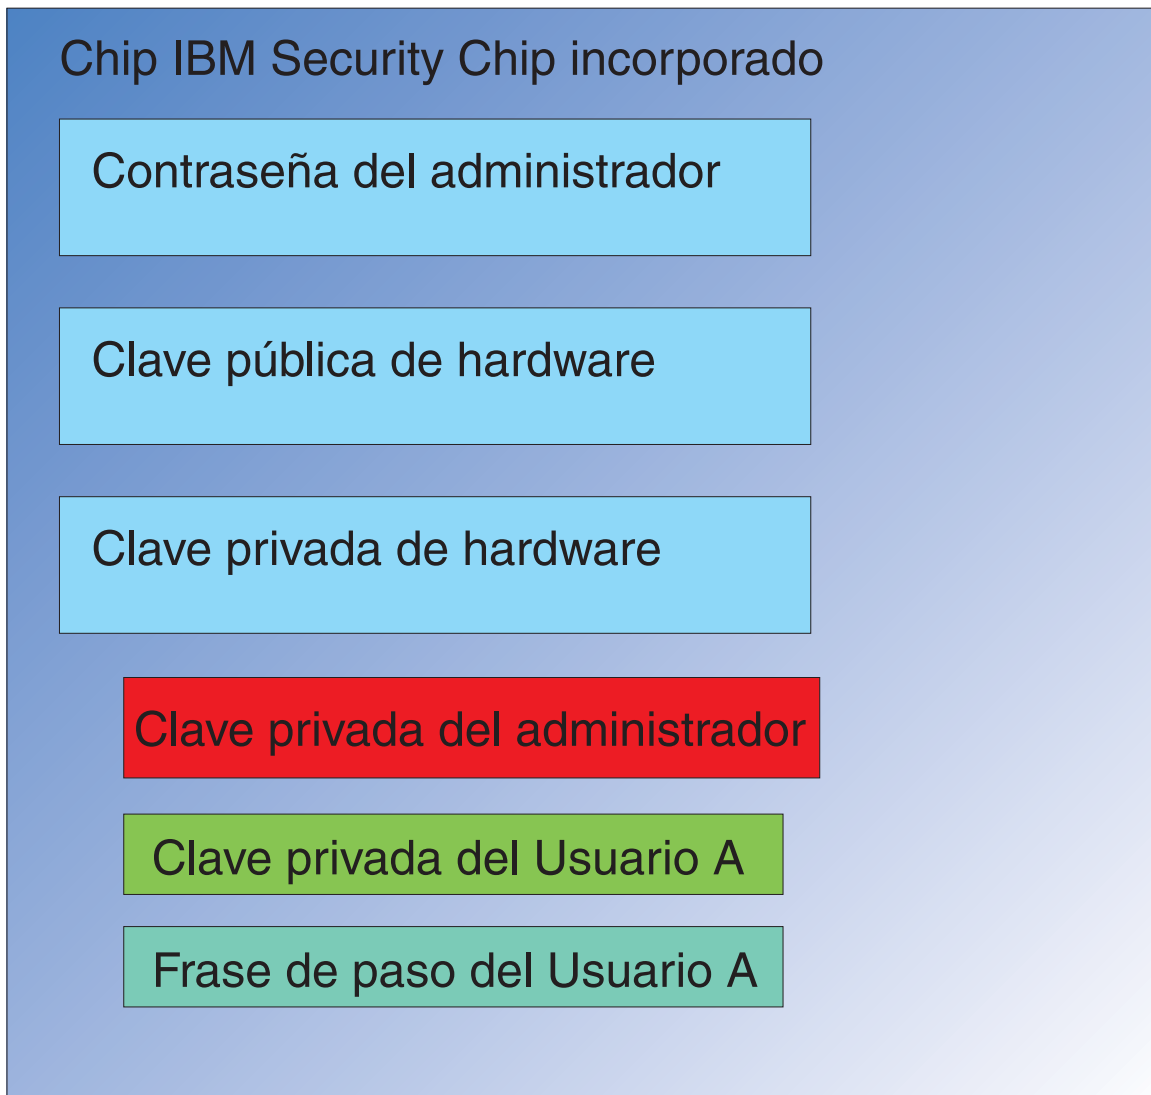 Chip IBM Security Chip incorporado
Contraseña del administrador
Clave pública de hardware
Clave privada de hardware
Clave privada del administrador
Clave privada del Usuario A
Frase de paso del Usuario A